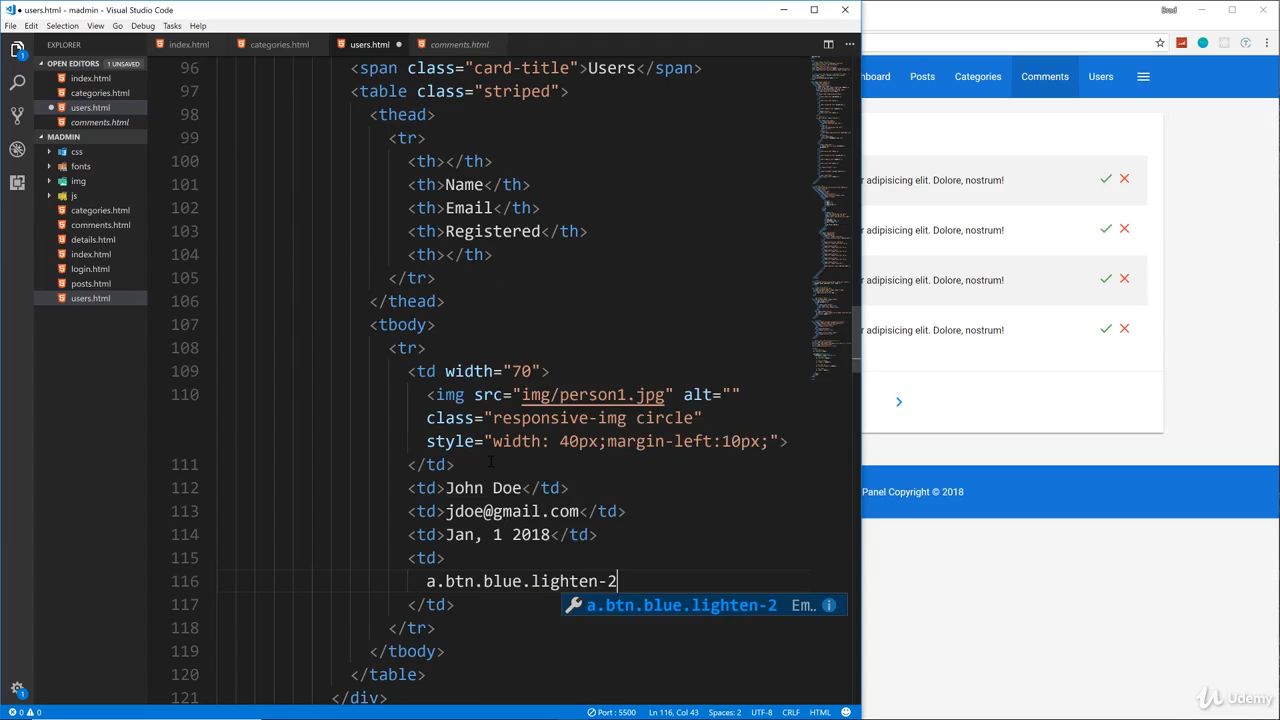 users.html - madmin - Visual Studio Code
File Edit Selection View Go Debug Tasks Help
EXPLORER
index.html categories.html users.html comments.html
OPEN EDITORS 1 UNSAVED
index.html
categories.html
users.html
comments.html
MADMIN
css
fonts
img
js
categories.html
comments.html
details.html
index.html
login.html
posts.html
users.html
96 <span class="card-title">Users</span>
97 <table class="striped">
98 <thead>
99 <tr>
100 <th></th>
101 <th>Name</th>
102 <th>Email</th>
103 <th>Registered</th>
104 <th></th>
105 </tr>
106 </thead>
107 <tbody>
108 <tr>
109 <td width="70">
110 <img src="img/person1.jpg" alt=""
class="responsive-img circle"
style="width: 40px;margin-left:10px;">
111 </td>
112 <td>John Doe</td>
113 <td>jdoe@gmail.com</td>
114 <td>Jan, 1 2018</td>
115 <td>
116 a.btn.blue.lighten-2
a.btn.blue.lighten-2 Em..
117 </td>
118 </tr>
119 </tbody>
120 </table>
121 </div>
0 0 Port : 5500 Ln 116, Col 43 Spaces: 2 UTF-8 CRLF HTML
Brad
board Posts Categories Comments Users
r adipisicing elit. Dolore, nostrum!
r adipisicing elit. Dolore, nostrum!
r adipisicing elit. Dolore, nostrum!
r adipisicing elit. Dolore, nostrum!
Panel Copyright © 2018
Udemy